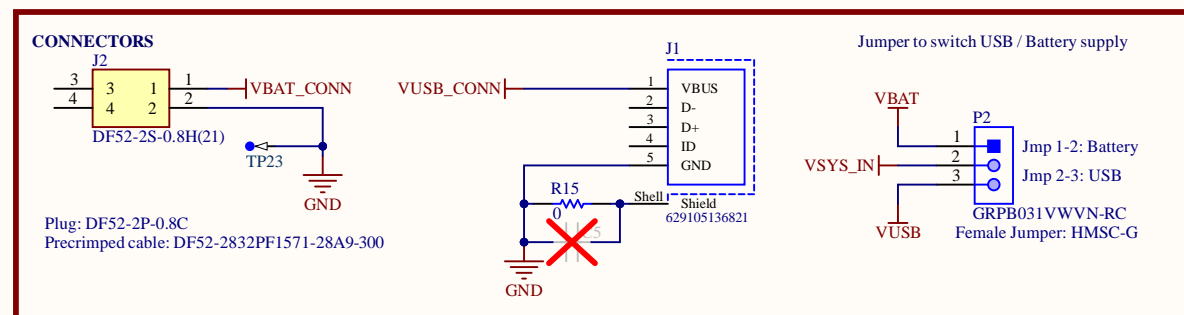 CONNECTORS
J2
3
4
3
4
1
2
1
2
VBAT_CONN
DF52-2S-0.8H(21)
TP23
GND
Plug: DF52-2P-0.8C
Precrimped cable: DF52-2832PF1571-28A9-300
J1
VUSB_CONN
1
VBUS
2
D-
3
D+
4
ID
5
GND
R15
0
Shell
Shield
629105136821
GND
Jumper to switch USB / Battery supply
VBAT
P2
1
Jmp 1-2: Battery
VSYS_IN
2
Jmp 2-3: USB
3
VUSB
GRPB031VWVN-RC
Female Jumper: HMSC-G